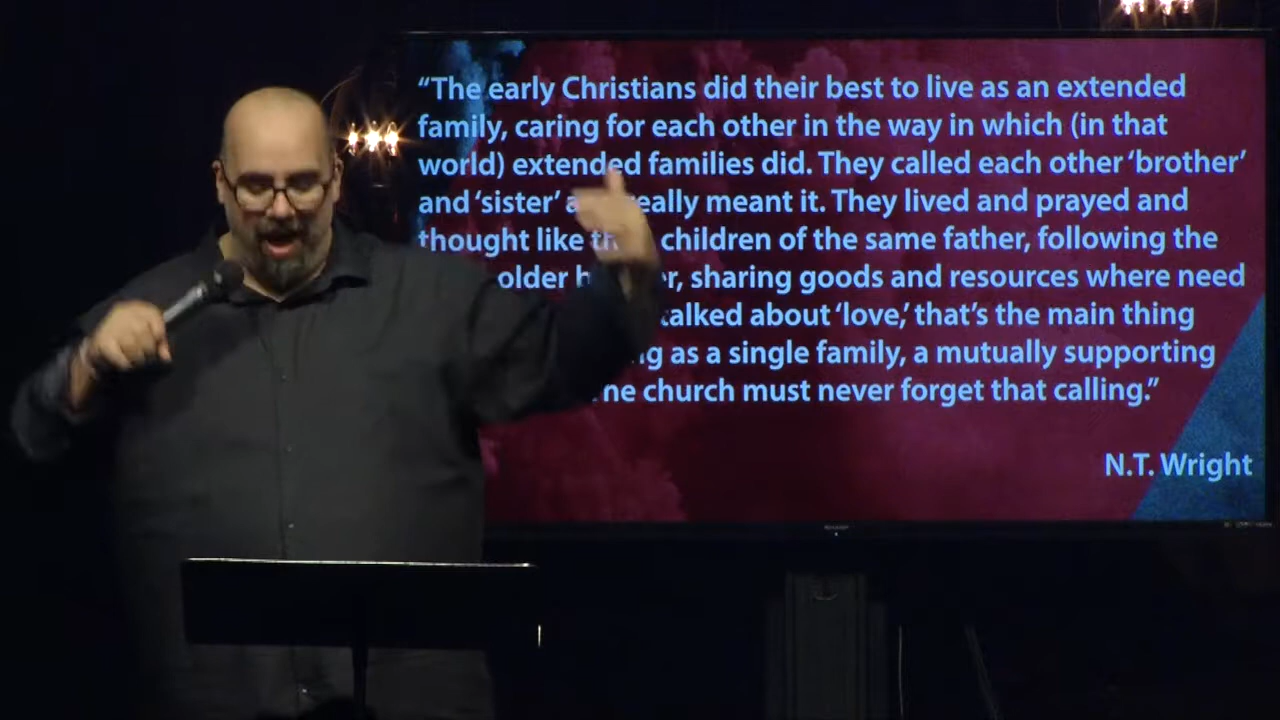 “The early Christians did their best to live as an extended
family, caring for each other in the way in which (in that
world) extended families did. They called each other ‘brother’
and ‘sister’ really meant it. They lived and prayed and
thought like children of the same father, following the
older sharing goods and resources where need
talked about ‘love,’ that’s the main thing
as a single family, a mutually supporting
The church must never forget that calling.”
N.T. Wright